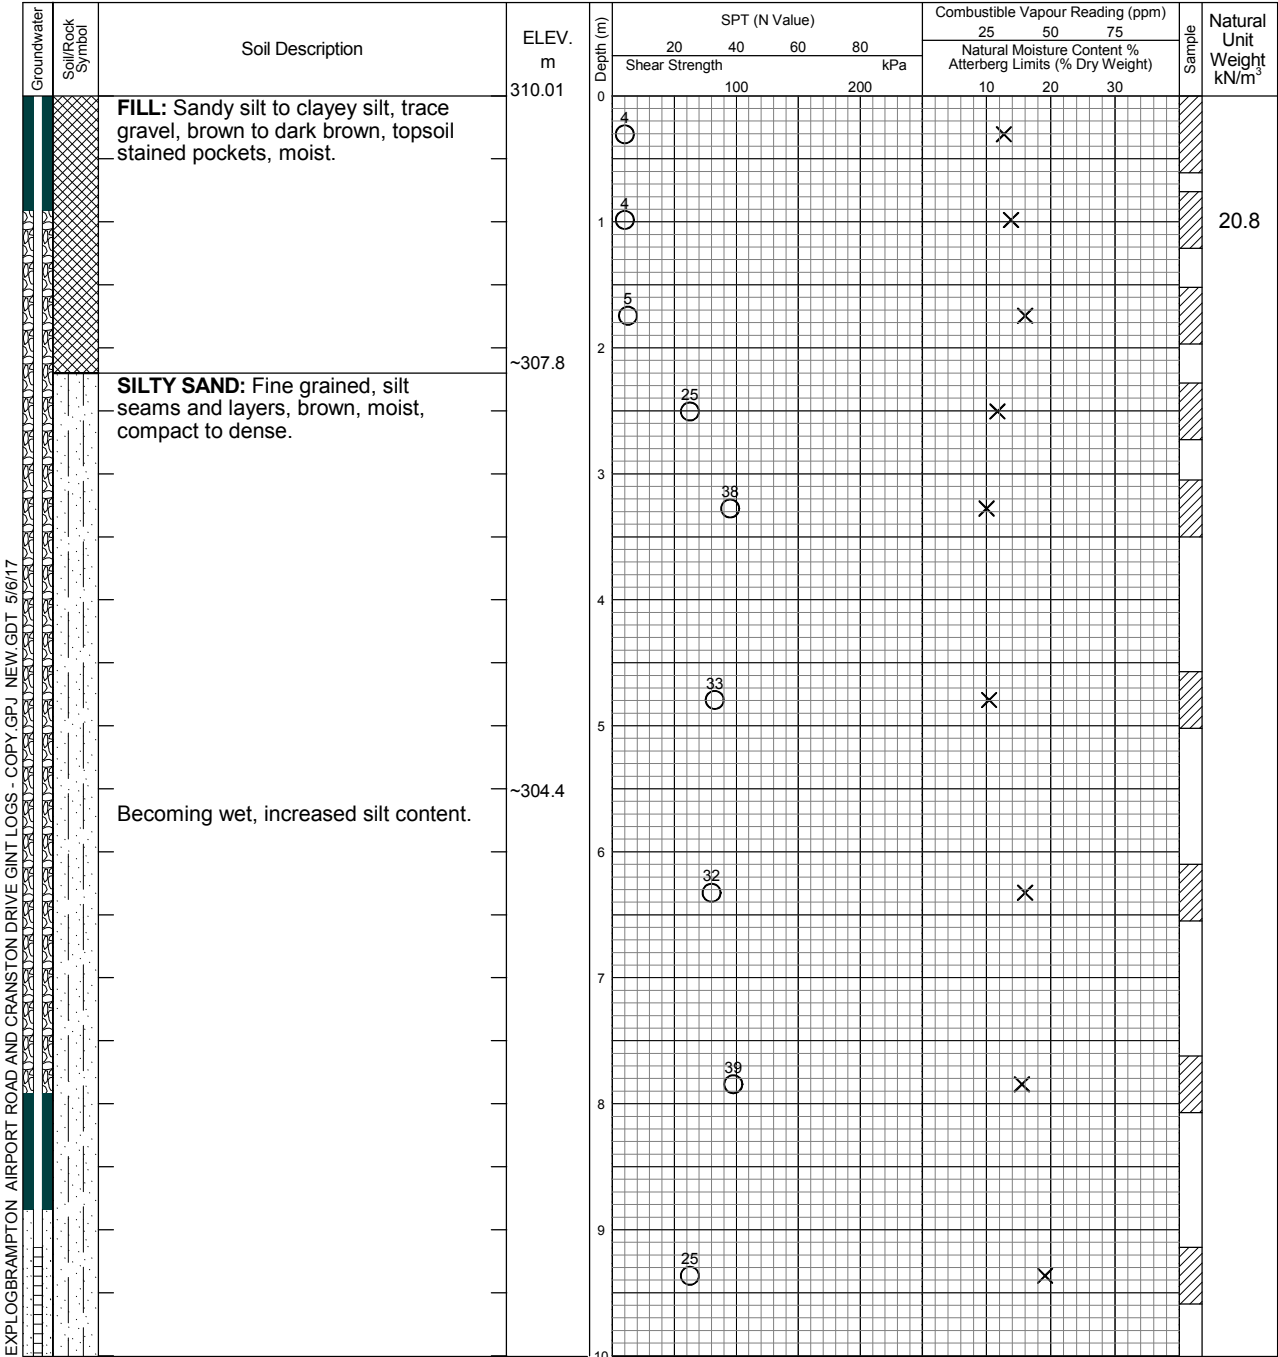 Groundwater
Soil/Rock
Symbol
Soil Description
ELEV.
m
310.01
Depth (m)
SPT (N Value)
20 40 60 80
Shear Strength kPa
100 200
Combustible Vapour Reading (ppm)
25 50 75
Natural Moisture Content %
Atterberg Limits (% Dry Weight)
10 20 30
Sample
Natural
Unit
Weight
kN/m3
0
FILL: Sandy silt to clayey silt, trace
gravel, brown to dark brown, topsoil
stained pockets, moist.
4
4
1
20.8
5
2
~307.8
SILTY SAND: Fine grained, silt
seams and layers, brown, moist,
compact to dense.
25
3
38
4
33
5
~304.4
Becoming wet, increased silt content.
6
32
7
39
8
9
25
10
EXPLOGBRAMPTON AIRPORT ROAD AND CRANSTON DRIVE GINT LOGS - COPY.GPJ NEW.GDT 5/6/17